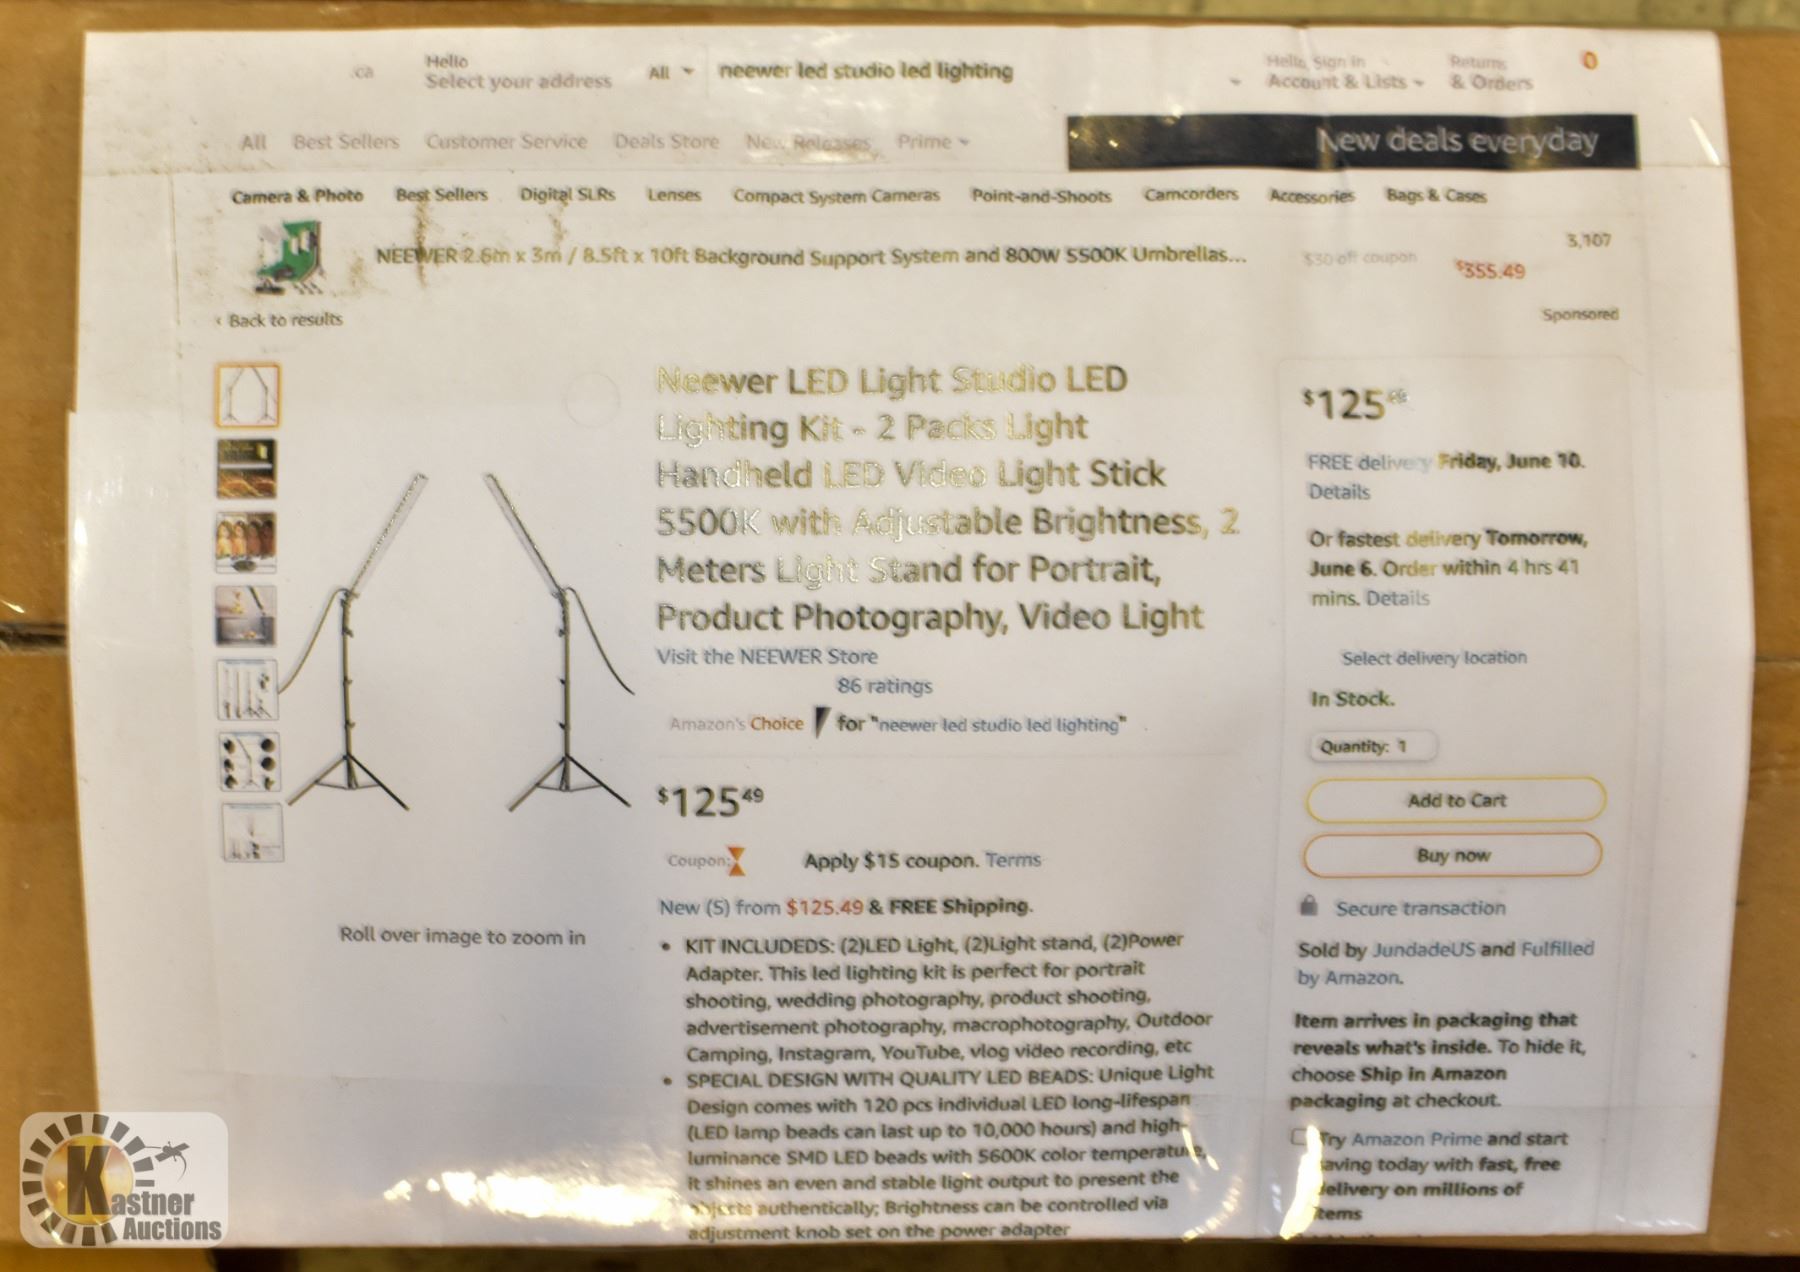 .ca
Hello
Select your address
All
neewer led studio led lighting
Hello, Sign in
Account & Lists
Returns
& Orders
0
All Best Sellers Customer Service Deals Store New Releases Prime
New deals everyday
Camera & Photo Best Sellers Digital SLRs Lenses Compact System Cameras Point-and-Shoots Camcorders Accessories Bags & Cases
NEEWER 2.6m x 3m / 8.5ft x 10ft Background Support System and 800W 5500K Umbrellas...
$30 off coupon
$355.49
3,107
‹ Back to results
Sponsored
Neewer LED Light Studio LED
Lighting Kit - 2 Packs Light
Handheld LED Video Light Stick
5500K with Adjustable Brightness, 2
Meters Light Stand for Portrait,
Product Photography, Video Light
Visit the NEEWER Store
86 ratings
Amazon's Choice for "neewer led studio led lighting"
$125 49
Coupon: Apply $15 coupon. Terms
New (5) from $125.49 & FREE Shipping.
• KIT INCLUDEDS: (2)LED Light, (2)Light stand, (2)Power
Adapter. This led lighting kit is perfect for portrait
shooting, wedding photography, product shooting,
advertisement photography, macrophotography, Outdoor
Camping, Instagram, YouTube, vlog video recording, etc
• SPECIAL DESIGN WITH QUALITY LED BEADS: Unique Light
Design comes with 120 pcs individual LED long-lifespan
(LED lamp beads can last up to 10,000 hours) and high-
luminance SMD LED beads with 5600K color temperature,
It shines an even and stable light output to present the
objects authentically; Brightness can be controlled via
adjustment knob set on the power adapter
Roll over image to zoom in
$125 49
FREE delivery Friday, June 10.
Details
Or fastest delivery Tomorrow,
June 6. Order within 4 hrs 41
mins. Details
Select delivery location
In Stock.
Quantity: 1
Add to Cart
Buy now
Secure transaction
Sold by JundadeUS and Fulfilled
by Amazon.
Item arrives in packaging that
reveals what's inside. To hide it,
choose Ship in Amazon
packaging at checkout.
Try Amazon Prime and start
saving today with fast, free
delivery on millions of
items
Kastner
Auctions